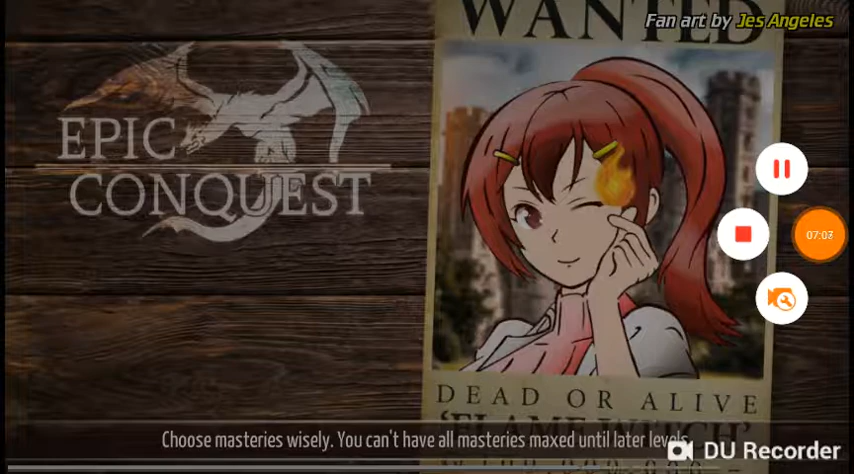 WANTED
Fan art by Jes Angeles
EPIC
CONQUEST
07:07
DEAD OR ALIVE
'FLAME WITCH'
Choose masteries wisely. You can't have all masteries maxed until later levels.
DU Recorder